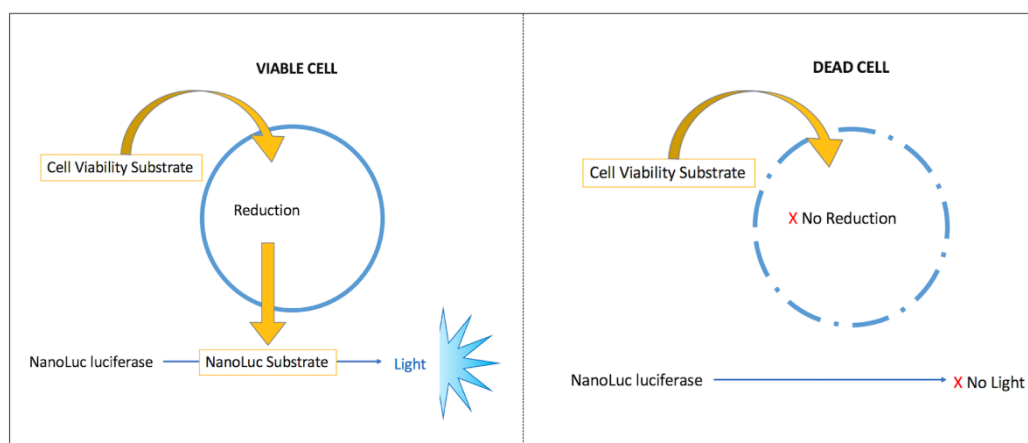 VIABLE CELL
Cell Viability Substrate
Reduction
NanoLuc luciferase
NanoLuc Substrate
Light
DEAD CELL
Cell Viability Substrate
X No Reduction
NanoLuc luciferase
X No Light